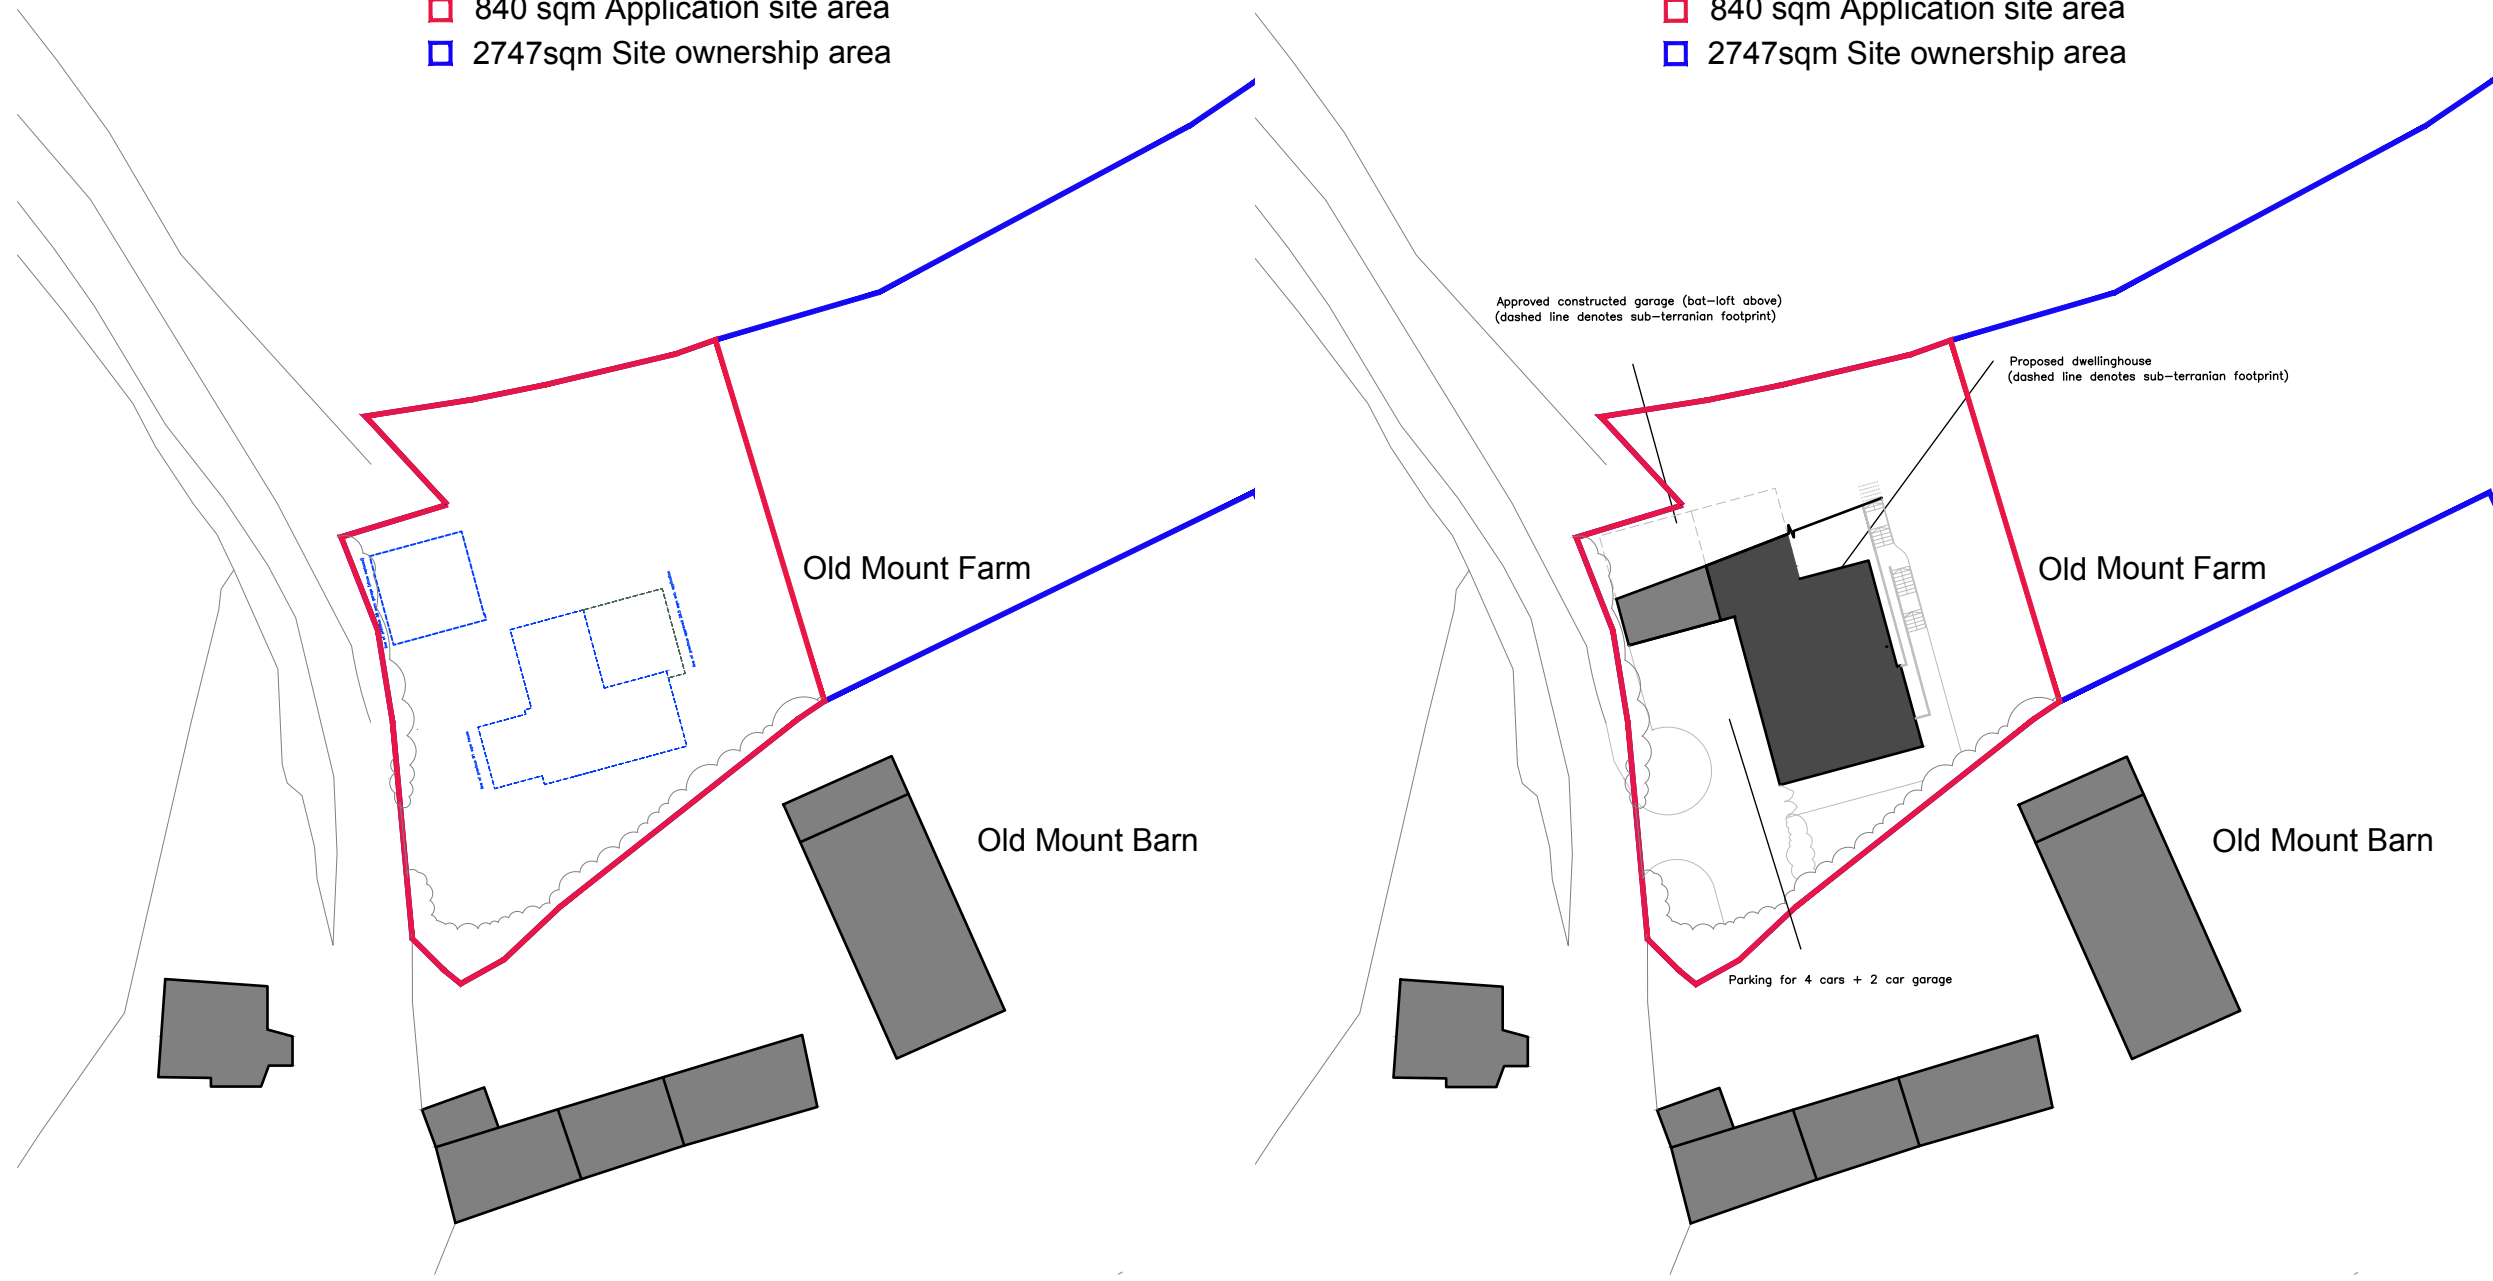 840 sqm Application site area
2747sqm Site ownership area
Old Mount Farm
Old Mount Barn
840 sqm Application site area
2747sqm Site ownership area
Approved constructed garage (bat-loft above)
(dashed line denotes sub-terranian footprint)
Proposed dwellinghouse
(dashed line denotes sub-terranian footprint)
Old Mount Farm
Old Mount Barn
Parking for 4 cars + 2 car garage